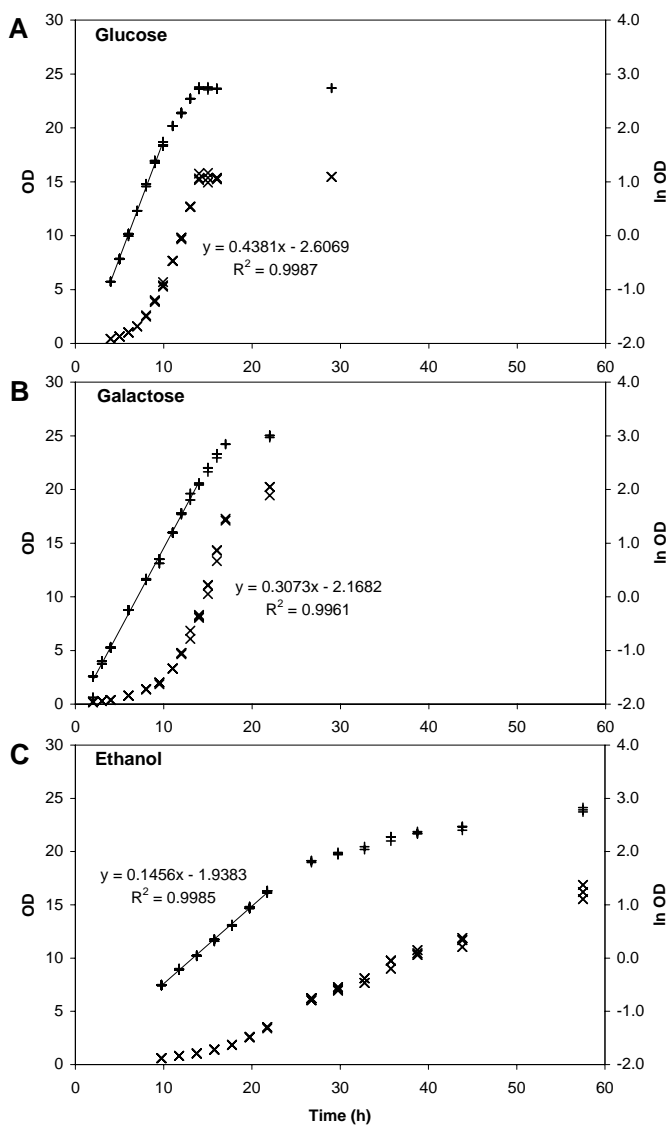 A
Glucose
30
25
20
15
10
5
0
OD
4.0
3.0
2.0
1.0
0.0
-1.0
-2.0
ln OD
y = 0.4381x - 2.6069
R² = 0.9987
0 10 20 30 40 50 60
B
Galactose
30
25
20
15
10
5
0
OD
4.0
3.0
2.0
1.0
0.0
-1.0
-2.0
ln OD
y = 0.3073x - 2.1682
R² = 0.9961
0 10 20 30 40 50 60
C
Ethanol
30
25
20
15
10
5
0
OD
4.0
3.0
2.0
1.0
0.0
-1.0
-2.0
ln OD
y = 0.1456x - 1.9383
R² = 0.9985
0 10 20 30 40 50 60
Time (h)